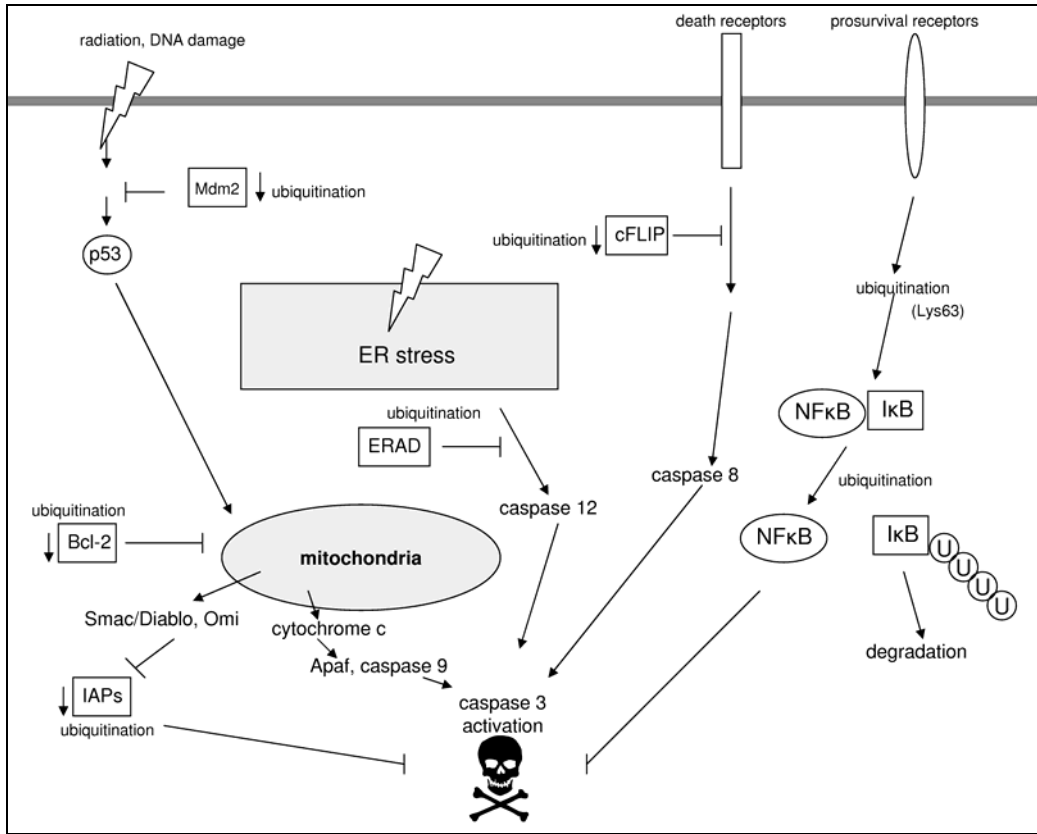 death receptors
prosurvival receptors
radiation, DNA damage
Mdm2
ubiquitination
p53
ubiquitination
cFLIP
ubiquitination
(Lys63)
ER stress
ubiquitination
ERAD
NFκB
IκB
caspase 8
ubiquitination
caspase 12
ubiquitination
Bcl-2
mitochondria
NFκB
IκB
U
U
U
U
Smac/Diablo, Omi
cytochrome c
Apaf, caspase 9
degradation
IAPs
ubiquitination
caspase 3
activation